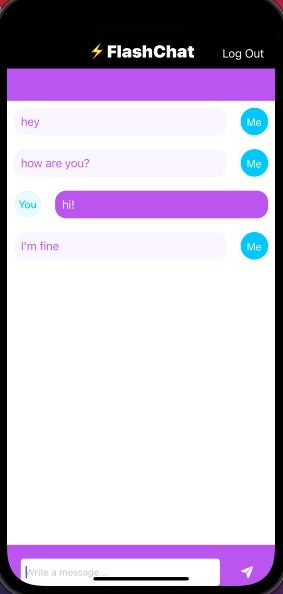 ⚡FlashChat
Log Out
hey
Me
how are you?
Me
You
hi!
I'm fine
Me
Write a message...